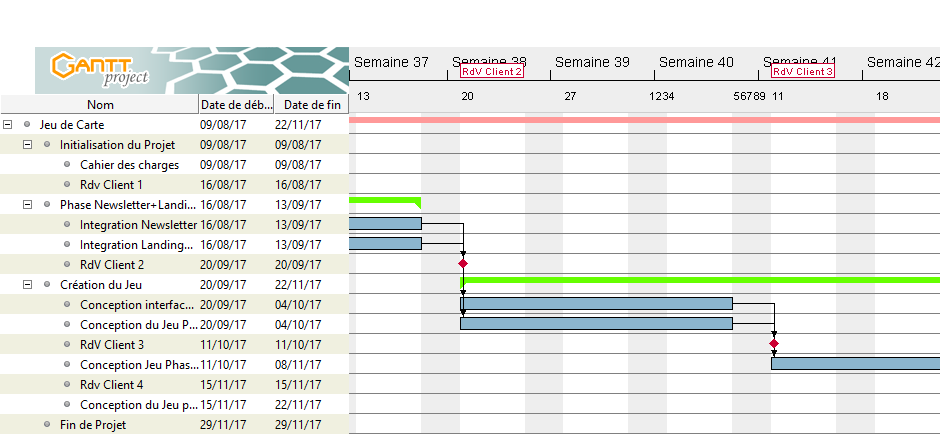 GANTT
project
Semaine 37 Semaine 38 Semaine 39 Semaine 40 Semaine 41 Semaine 42
RdV Client 2 RdV Client 3
13 20 27 1234 56789 11 18
Nom Date de déb... Date de fin
Jeu de Carte 09/08/17 22/11/17
Initialisation du Projet 09/08/17 09/08/17
Cahier des charges 09/08/17 09/08/17
Rdv Client 1 16/08/17 16/08/17
Phase Newsletter+Landi... 16/08/17 13/09/17
Integration Newsletter 16/08/17 13/09/17
Integration Landing... 16/08/17 13/09/17
RdV Client 2 20/09/17 20/09/17
Création du Jeu 20/09/17 22/11/17
Conception interfac... 20/09/17 04/10/17
Conception du Jeu P... 20/09/17 04/10/17
RdV Client 3 11/10/17 11/10/17
Conception Jeu Phas... 11/10/17 08/11/17
Rdv Client 4 15/11/17 15/11/17
Conception du Jeu p... 15/11/17 22/11/17
Fin de Projet 29/11/17 29/11/17